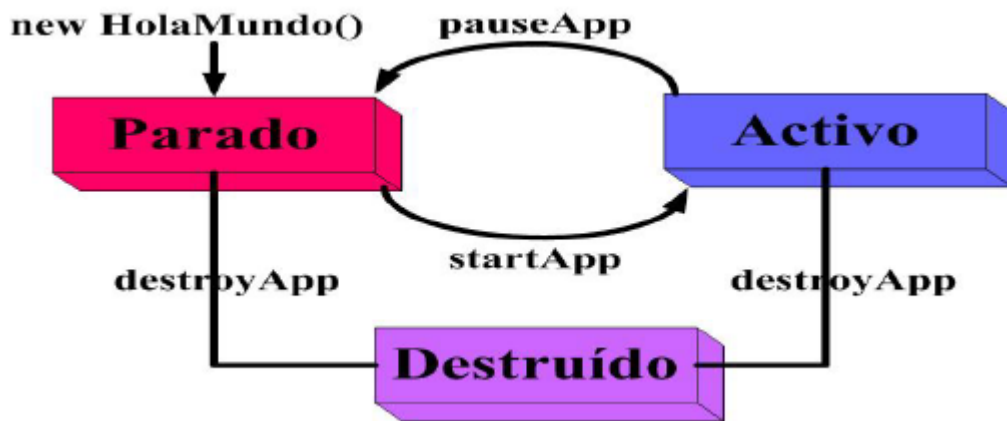 new HolaMundo()
pauseApp
Parado
Activo
startApp
destroyApp
destroyApp
Destruído